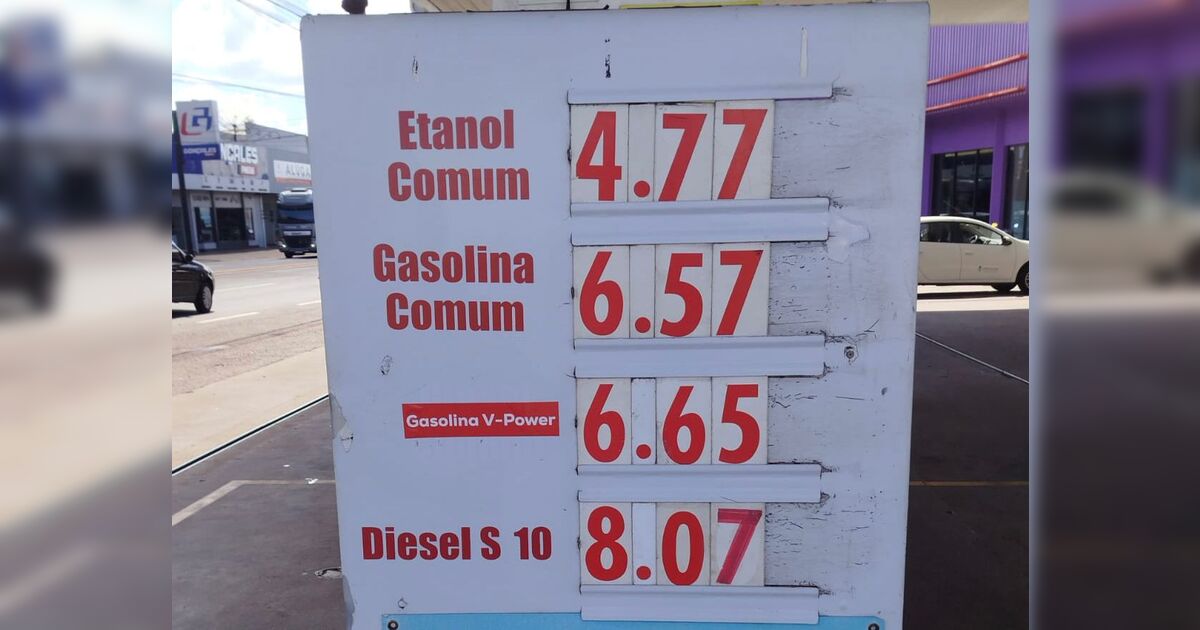 Etanol
Comum
4.77
Gasolina
Comum
6.57
Gasolina V-Power
6.65
Diesel S 10
8.07